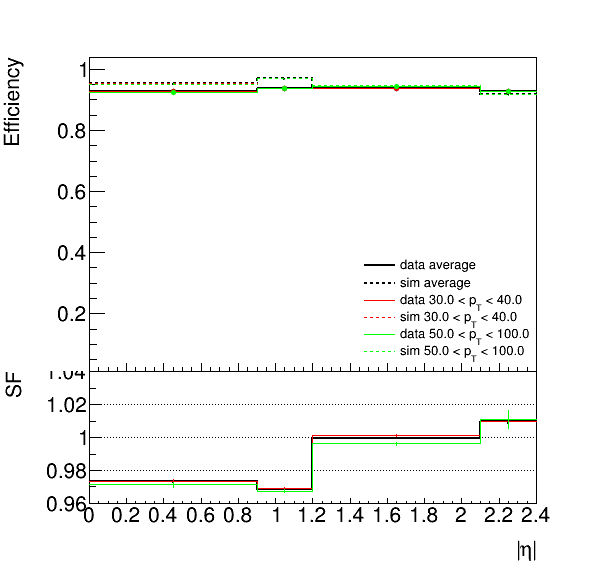 Efficiency
1
0.8
0.6
0.4
0.2
data average
sim average
data 30.0 < p_T < 40.0
sim 30.0 < p_T < 40.0
data 50.0 < p_T < 100.0
sim 50.0 < p_T < 100.0
SF
1.04
1.02
1
0.98
0.96
0 0.2 0.4 0.6 0.8 1 1.2 1.4 1.6 1.8 2 2.2 2.4
|η|